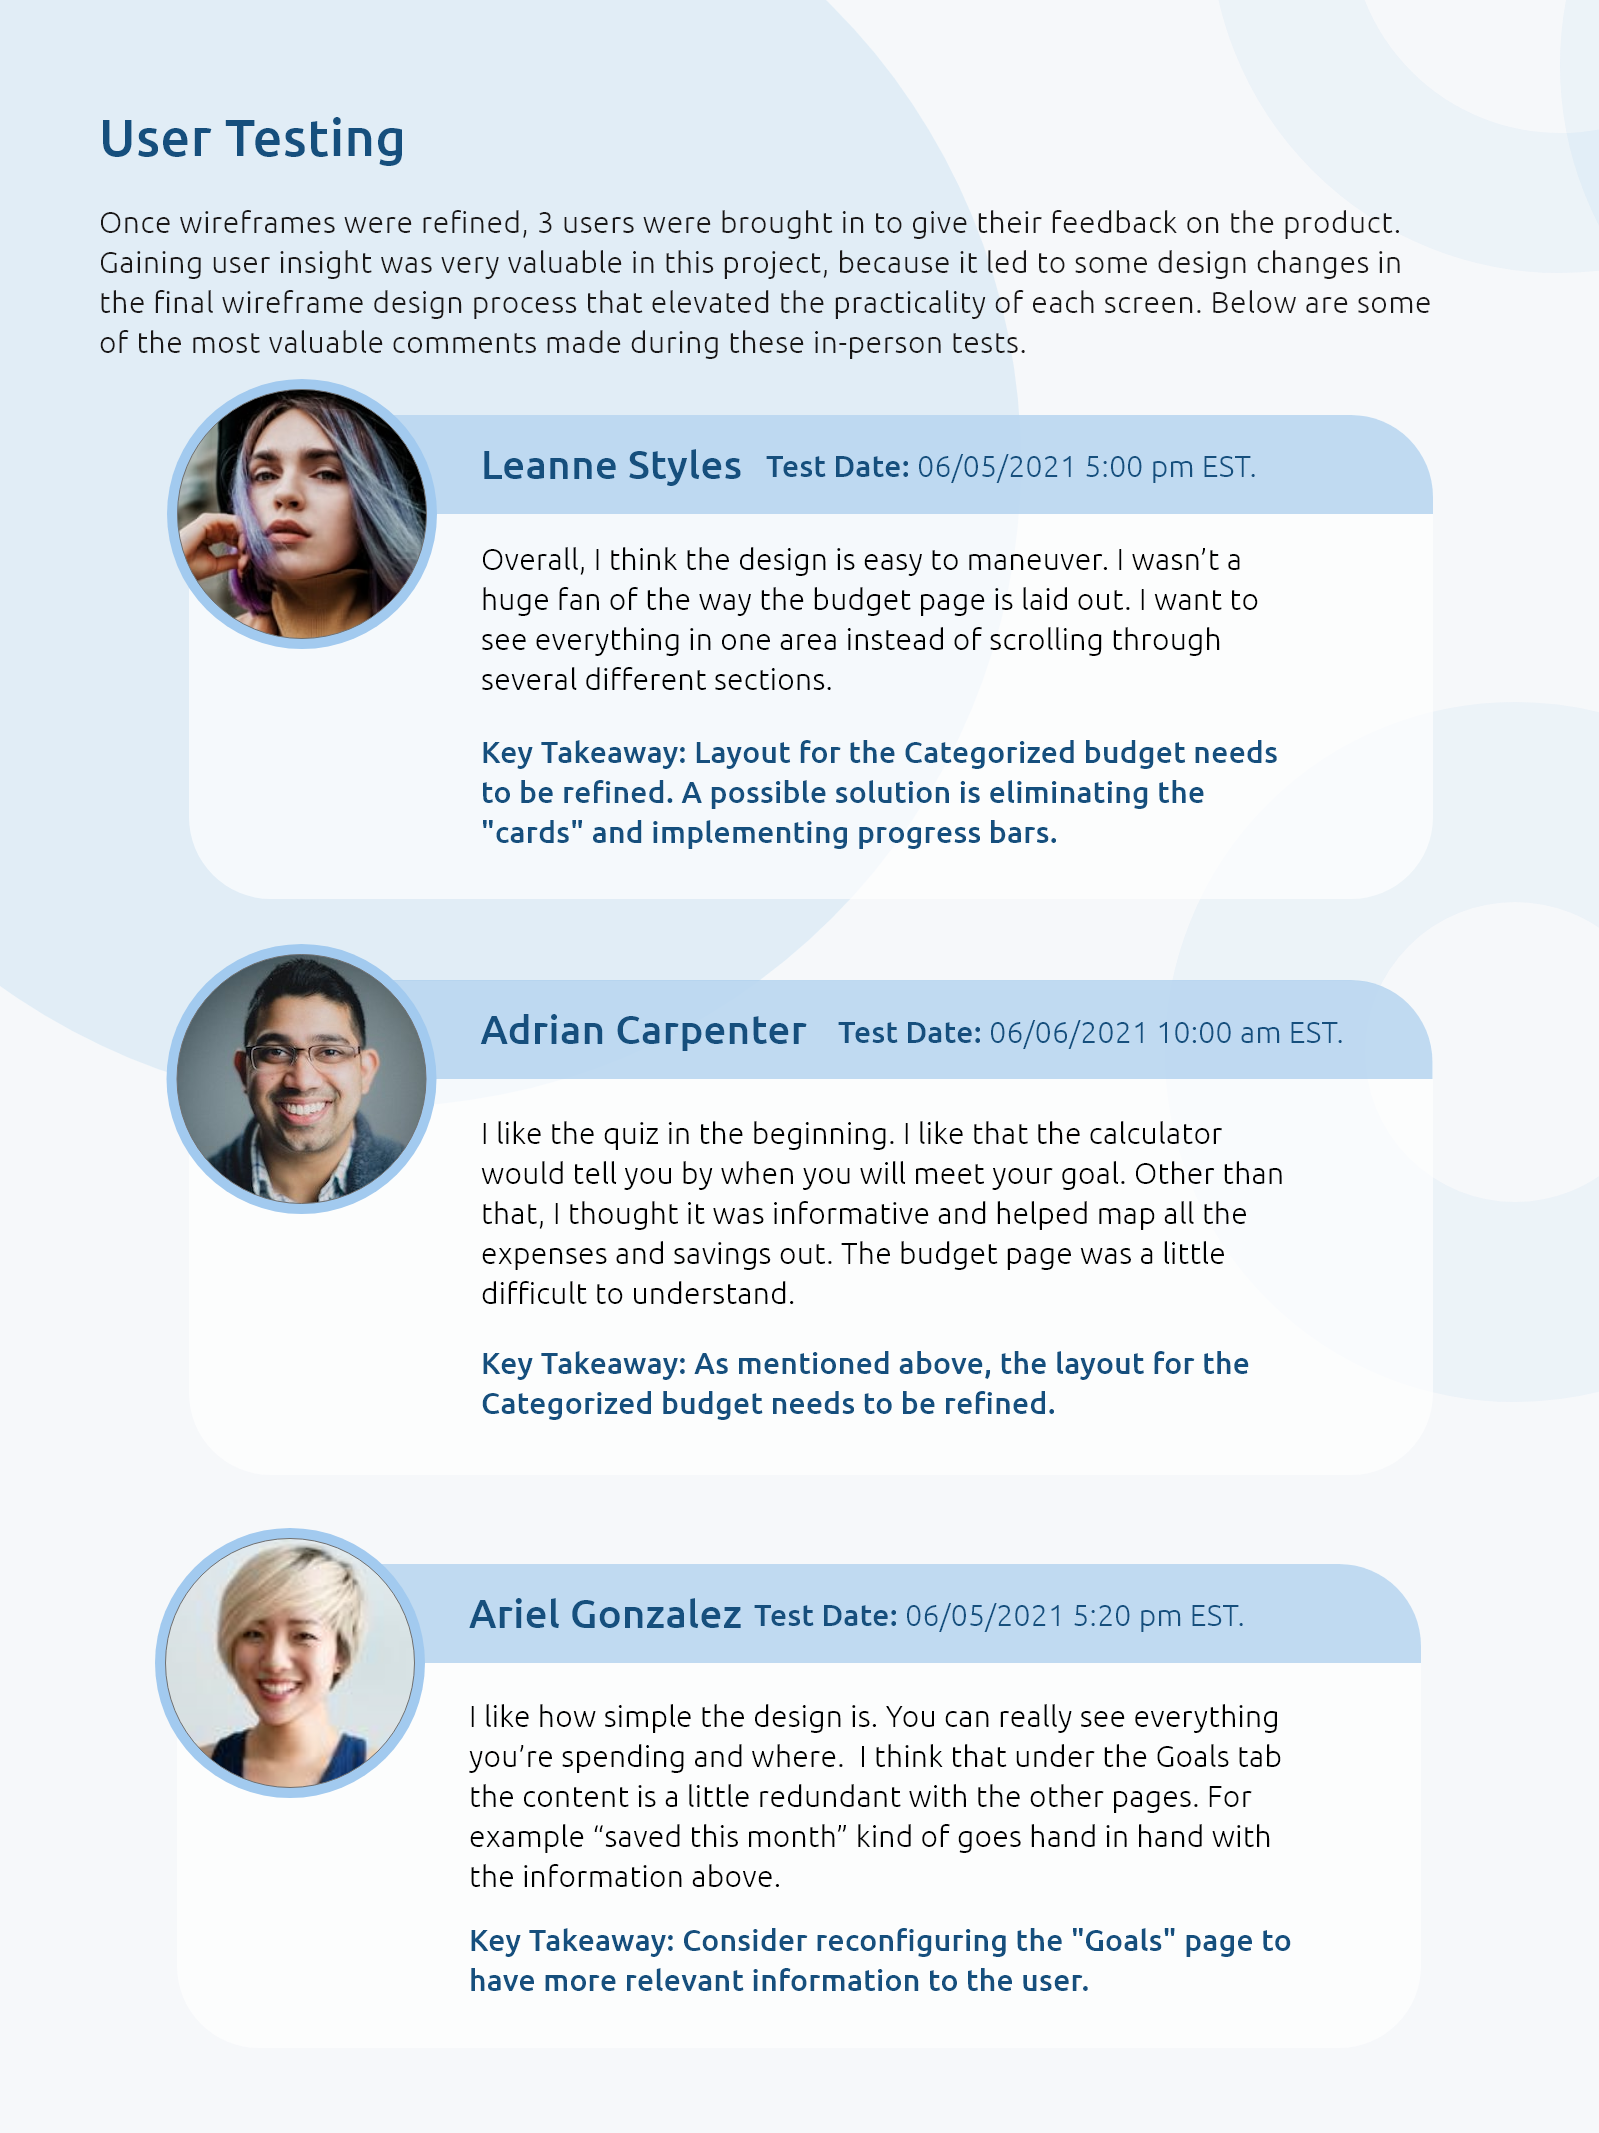 User Testing
Once wireframes were refined, 3 users were brought in to give their feedback on the product.
Gaining user insight was very valuable in this project, because it led to some design changes in
the final wireframe design process that elevated the practicality of each screen. Below are some
of the most valuable comments made during these in-person tests.
Leanne Styles Test Date: 06/05/2021 5:00 pm EST.
Overall, I think the design is easy to maneuver. I wasn’t a
huge fan of the way the budget page is laid out. I want to
see everything in one area instead of scrolling through
several different sections.
Key Takeaway: Layout for the Categorized budget needs
to be refined. A possible solution is eliminating the
"cards" and implementing progress bars.
Adrian Carpenter Test Date: 06/06/2021 10:00 am EST.
I like the quiz in the beginning. I like that the calculator
would tell you by when you will meet your goal. Other than
that, I thought it was informative and helped map all the
expenses and savings out. The budget page was a little
difficult to understand.
Key Takeaway: As mentioned above, the layout for the
Categorized budget needs to be refined.
Ariel Gonzalez Test Date: 06/05/2021 5:20 pm EST.
I like how simple the design is. You can really see everything
you’re spending and where.  I think that under the Goals tab
the content is a little redundant with the other pages. For
example “saved this month” kind of goes hand in hand with
the information above.
Key Takeaway: Consider reconfiguring the "Goals" page to
have more relevant information to the user.